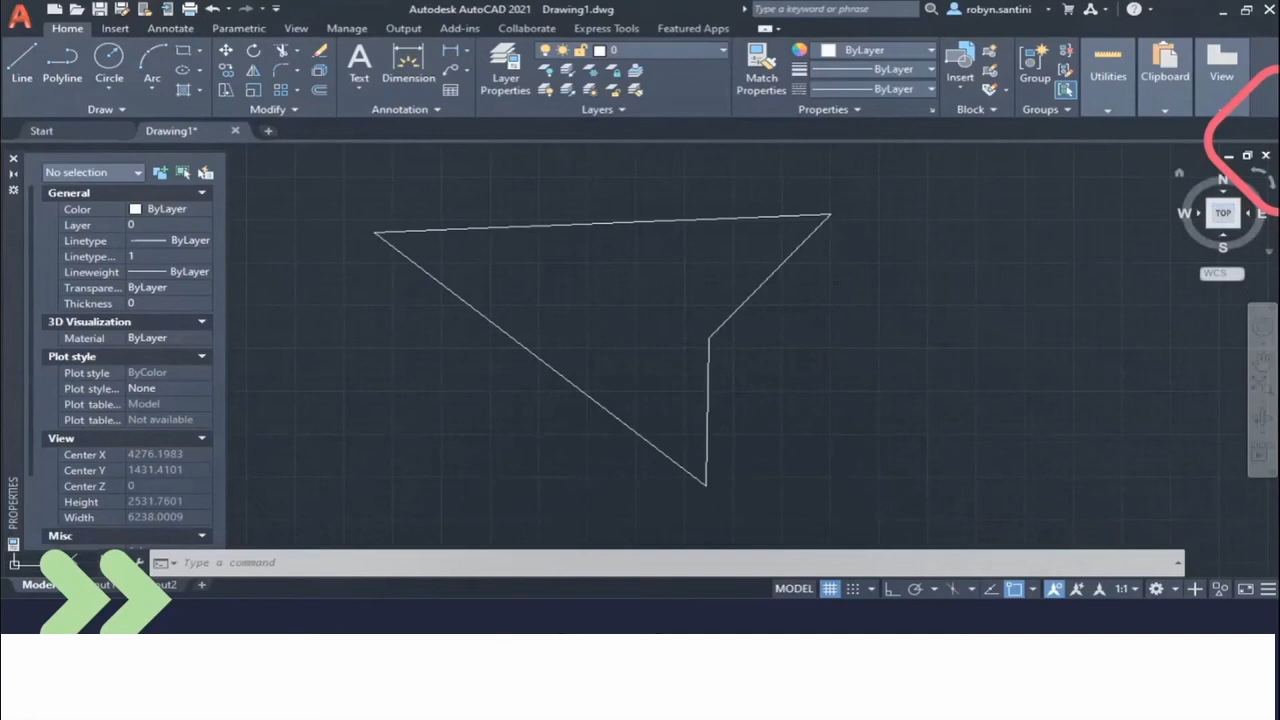 Autodesk AutoCAD 2021 Drawing1.dwg
Type a keyword or phrase
robyn.santini
Home Insert Annotate Parametric View Manage Output Add-ins Collaborate Express Tools Featured Apps
0
ByLayer
ByLayer
ByLayer
Line Polyline Circle Arc
Text Dimension
Layer Properties
Match Properties
Insert
Group
Utilities
Clipboard
View
Draw Modify Annotation Layers Properties Block Groups
Start Drawing1*
No selection
General
Color ByLayer
Layer 0
Linetype ByLayer
Linetype... 1
Lineweight ByLayer
Transpare... ByLayer
Thickness 0
3D Visualization
Material ByLayer
Plot style
Plot style ByColor
Plot style... None
Plot table... Model
Plot table... Not available
View
Center X 4276.1983
Center Y 1431.4101
Center Z 0
Height 2531.7601
Width 6238.0009
Misc
PROPERTIES
N
W TOP E
S
WCS
Type a command
MODEL
1:1